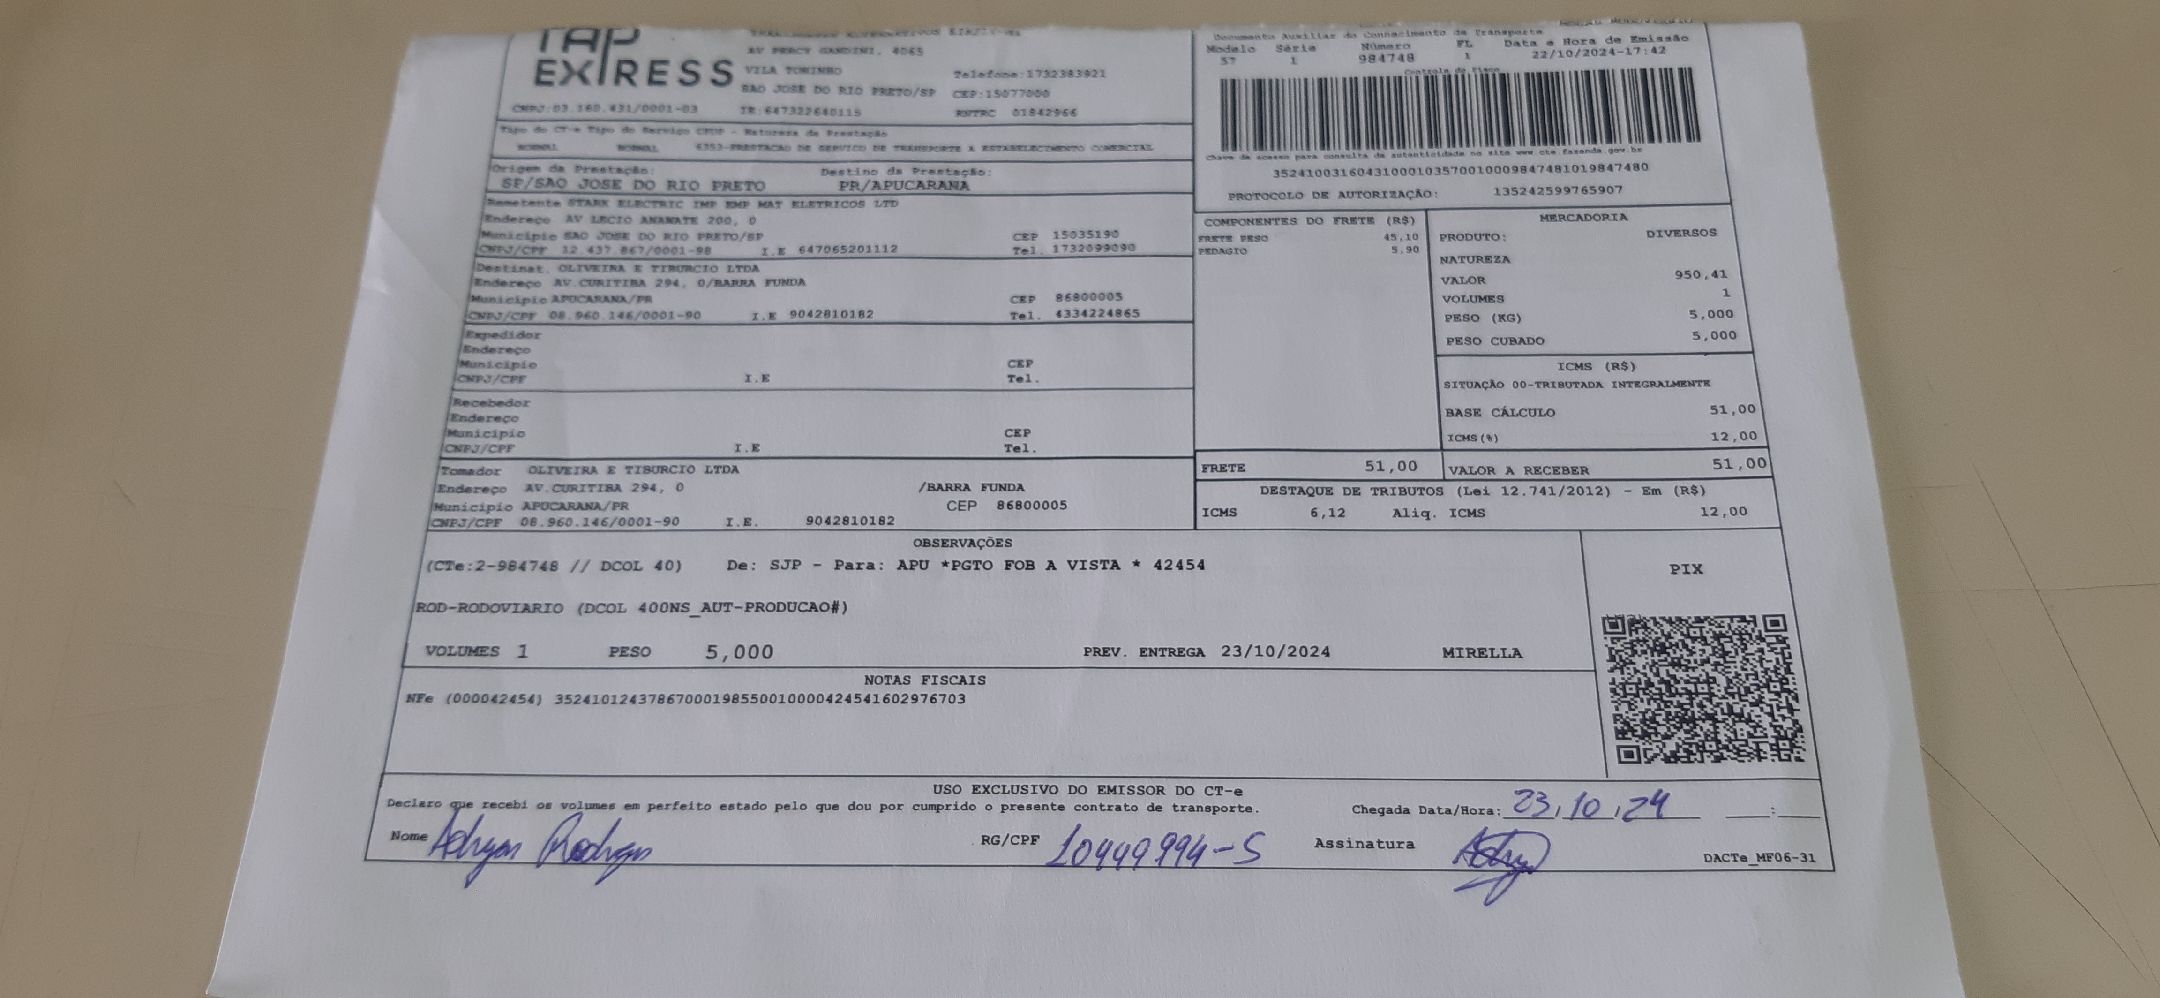 TAP
EXPRESS
AV PERCY GANDINI, 4065
VILA TONINHO
SAO JOSE DO RIO PRETO/SP
Telefone:1732383921
CEP:15077000
CNPJ:03.160.431/0001-03
IE:647322640115
RNTRC 01842966
Documento Auxiliar do Conhecimento de Transporte
Modelo Série Número FL Data e Hora de Emissão
57 1 984748 1 22/10/2024-17:42
Controle do Fisco
Chave de acesso para consulta de autenticidade no site www.cte.fazenda.gov.br
35241003160431000103570010009847481019847480
PROTOCOLO DE AUTORIZAÇÃO: 135242599765907
Tipo do CT-e Tipo do Serviço CFOP - Natureza da Prestação
NORMAL NORMAL 6353-PRESTACAO DE SERVICO DE TRANSPORTE A ESTABELECIMENTO COMERCIAL
Origem da Prestação: Destino da Prestação:
SP/SAO JOSE DO RIO PRETO PR/APUCARANA
Remetente STARK ELECTRIC IMP EMP MAT ELETRICOS LTD
Endereço AV LECIO ANAWATE 200, 0
Município SAO JOSE DO RIO PRETO/SP CEP 15035190
CNPJ/CPF 12.437.867/0001-98 I.E 647065201112 Tel. 1732099090
Destinat. OLIVEIRA E TIBURCIO LTDA
Endereço AV.CURITIBA 294, 0/BARRA FUNDA
Município APUCARANA/PR CEP 86800005
CNPJ/CPF 08.960.146/0001-90 I.E 9042810182 Tel. 4334224865
Expedidor
Endereço
Município CEP
CNPJ/CPF I.E Tel.
Recebedor
Endereço
Município CEP
CNPJ/CPF I.E Tel.
Tomador OLIVEIRA E TIBURCIO LTDA
Endereço AV.CURITIBA 294, 0 /BARRA FUNDA
Município APUCARANA/PR CEP 86800005
CNPJ/CPF 08.960.146/0001-90 I.E. 9042810182
COMPONENTES DO FRETE (R$)
FRETE PESO 45,10
PEDAGIO 5,90
MERCADORIA
PRODUTO: DIVERSOS
NATUREZA
VALOR 950,41
VOLUMES 1
PESO (KG) 5,000
PESO CUBADO 5,000
ICMS (R$)
SITUAÇÃO 00-TRIBUTADA INTEGRALMENTE
BASE CÁLCULO 51,00
ICMS(%) 12,00
FRETE 51,00 VALOR A RECEBER 51,00
DESTAQUE DE TRIBUTOS (Lei 12.741/2012) - Em (R$)
ICMS 6,12 Aliq. ICMS 12,00
OBSERVAÇÕES
(CTe:2-984748 // DCOL 40) De: SJP - Para: APU *PGTO FOB A VISTA * 42454
ROD-RODOVIARIO (DCOL 400NS_AUT-PRODUCAO#)
VOLUMES 1 PESO 5,000 PREV. ENTREGA 23/10/2024 MIRELLA
PIX
NOTAS FISCAIS
NFe (000042454) 35241012437867000198550010000424541602976703
USO EXCLUSIVO DO EMISSOR DO CT-e
Declaro que recebi os volumes em perfeito estado pelo que dou por cumprido o presente contrato de transporte. Chegada Data/Hora: 23/10/24 :
Nome RG/CPF 10449994-5 Assinatura
DACTe_MF06-31